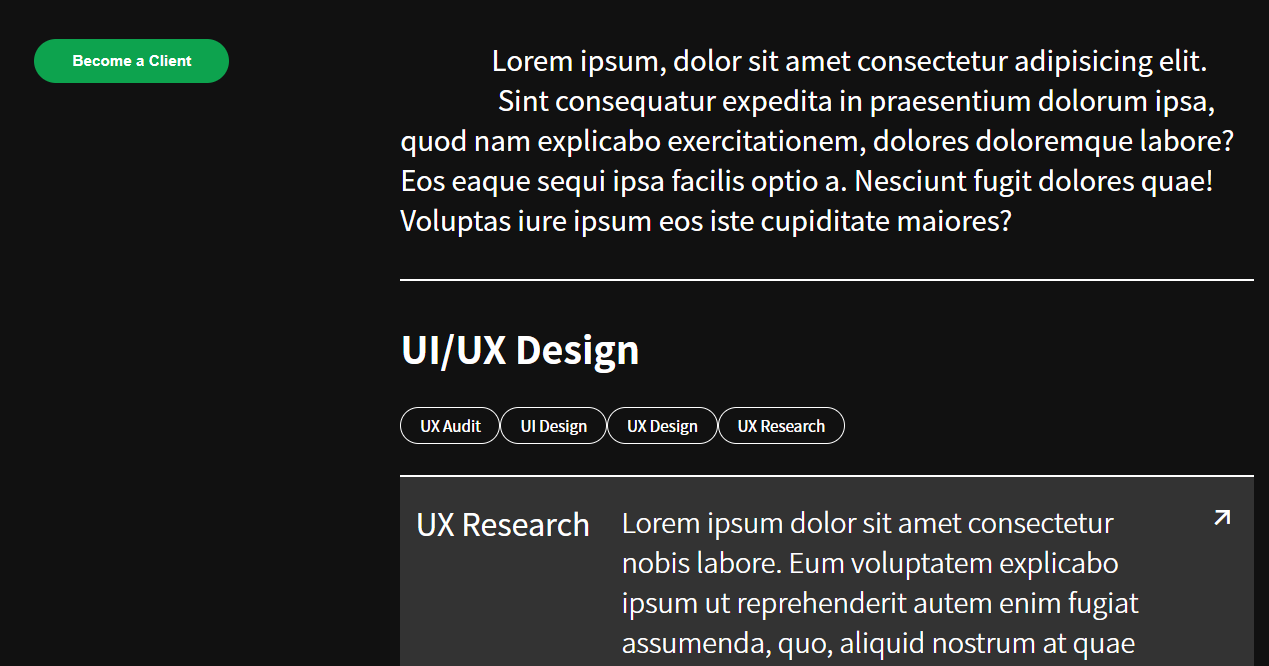 Become a Client
Lorem ipsum, dolor sit amet consectetur adipisicing elit.
Sint consequatur expedita in praesentium dolorum ipsa,
quod nam explicabo exercitationem, dolores doloremque labore?
Eos eaque sequi ipsa facilis optio a. Nesciunt fugit dolores quae!
Voluptas iure ipsum eos iste cupiditate maiores?
UI/UX Design
UX Audit UI Design UX Design UX Research
UX Research
Lorem ipsum dolor sit amet consectetur
nobis labore. Eum voluptatem explicabo
ipsum ut reprehenderit autem enim fugiat
assumenda, quo, aliquid nostrum at quae